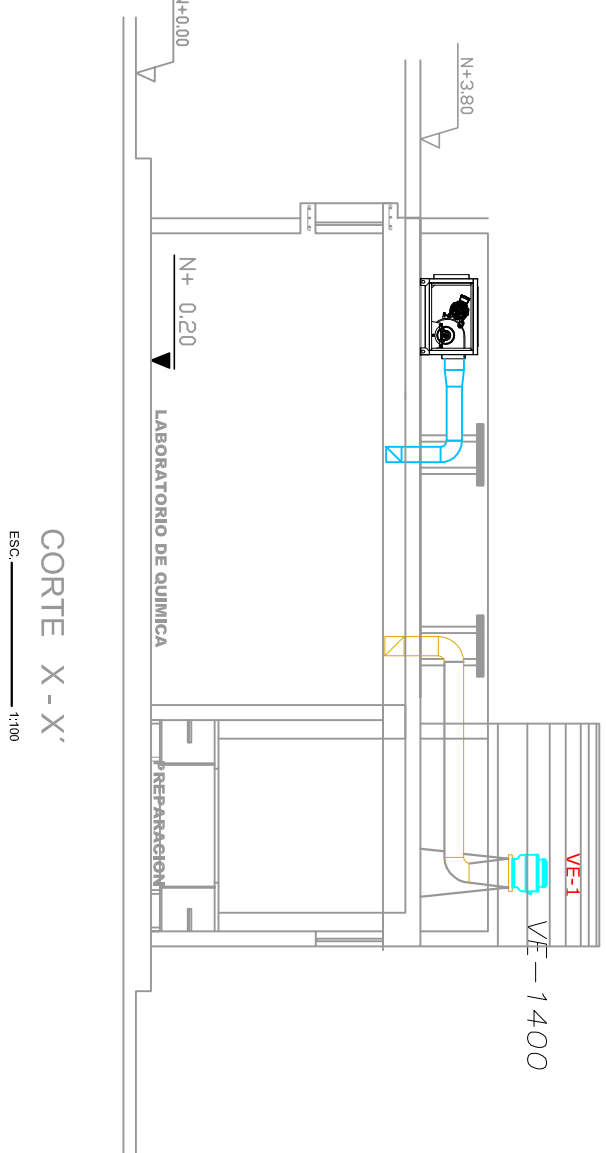 N+0,00
N+3,80
N+ 0,20
LABORATORIO DE QUIMICA
PREPARACION
VE-1
VE-1400
CORTE X-X´
ESC. 1:100